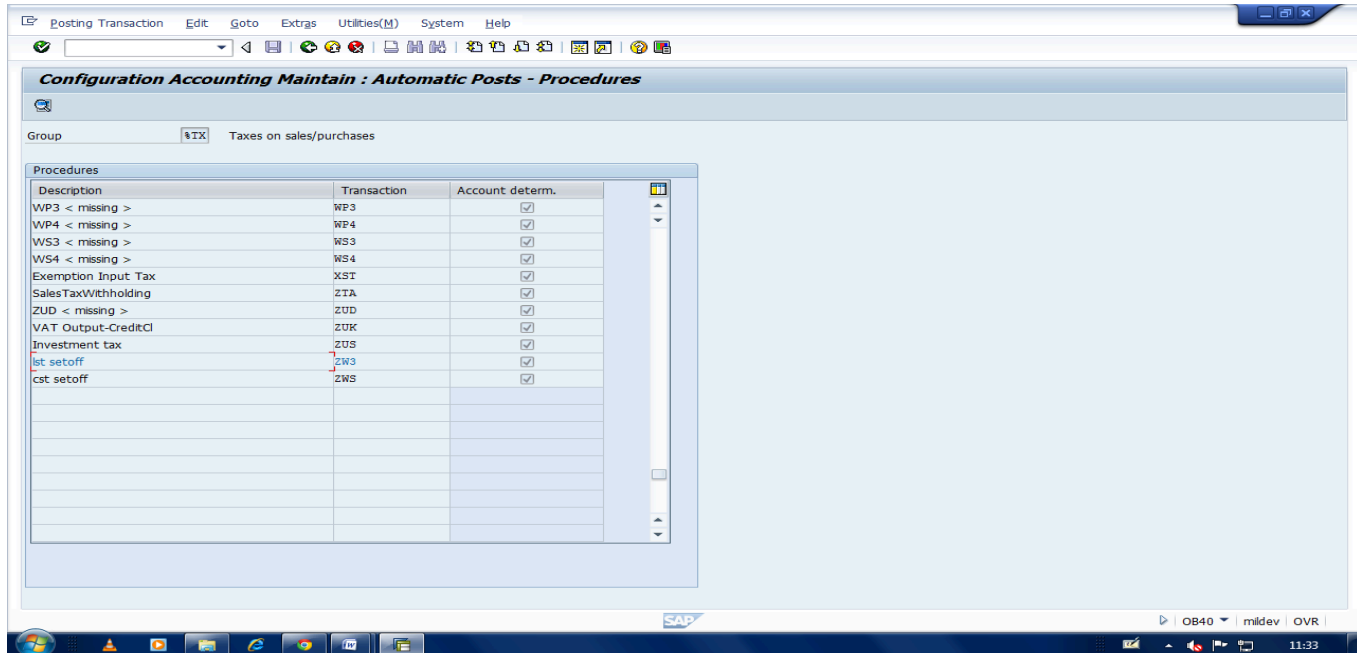 Posting Transaction Edit Goto Extras Utilities(M) System Help
Configuration Accounting Maintain : Automatic Posts - Procedures
Group %TX Taxes on sales/purchases
Procedures
Description Transaction Account determ.
WP3 < missing > WP3
WP4 < missing > WP4
WS3 < missing > WS3
WS4 < missing > WS4
Exemption Input Tax XST
SalesTaxWithholding ZTA
ZUD < missing > ZUD
VAT Output-CreditCl ZUK
Investment tax ZUS
lst setoff ZW3
cst setoff ZWS
SAP
OB40 mildev OVR
11:33